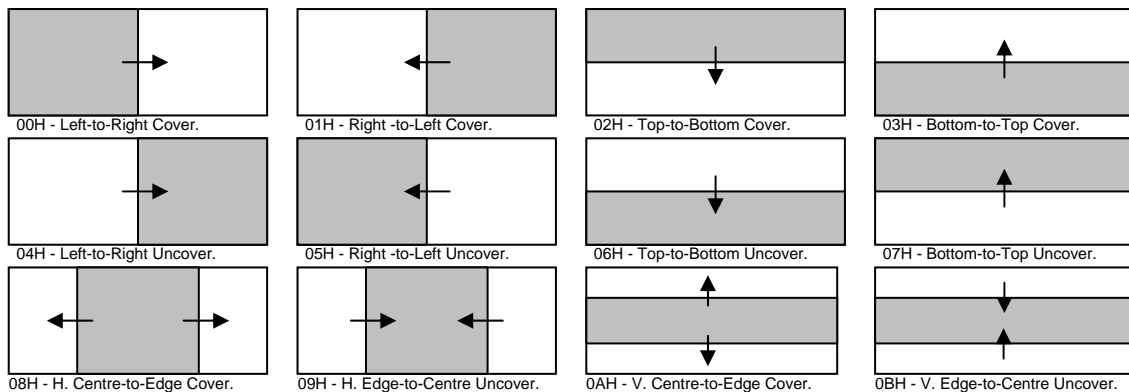 00H - Left-to-Right Cover.
01H - Right -to-Left Cover.
02H - Top-to-Bottom Cover.
03H - Bottom-to-Top Cover.
04H - Left-to-Right Uncover.
05H - Right -to-Left Uncover.
06H - Top-to-Bottom Uncover.
07H - Bottom-to-Top Uncover.
08H - H. Centre-to-Edge Cover.
09H - H. Edge-to-Centre Uncover.
0AH - V. Centre-to-Edge Cover.
0BH - V. Edge-to-Centre Uncover.